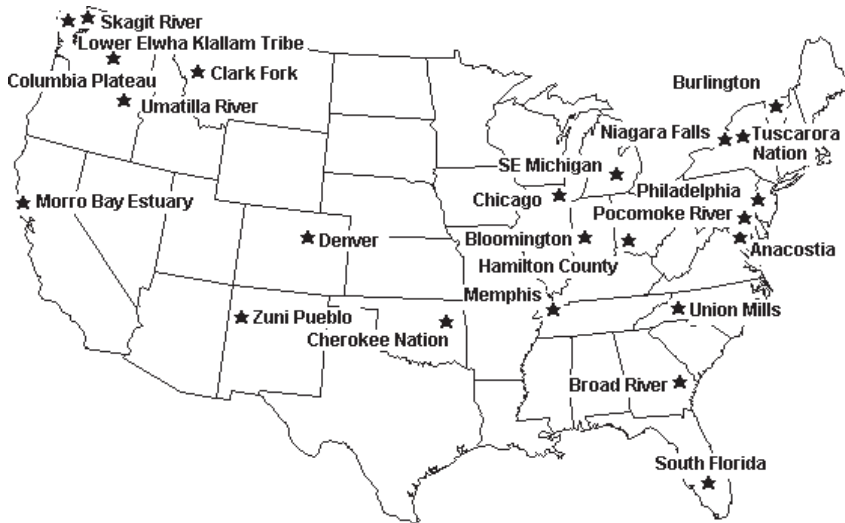 Skagit River
Lower Elwha Klallam Tribe
Columbia Plateau
Clark Fork
Umatilla River
Burlington
Niagara Falls
Tuscarora
Nation
SE Michigan
Chicago
Philadelphia
Pocomoke River
Morro Bay Estuary
Denver
Bloomington
Anacostia
Hamilton County
Memphis
Union Mills
Zuni Pueblo
Cherokee Nation
Broad River
South Florida